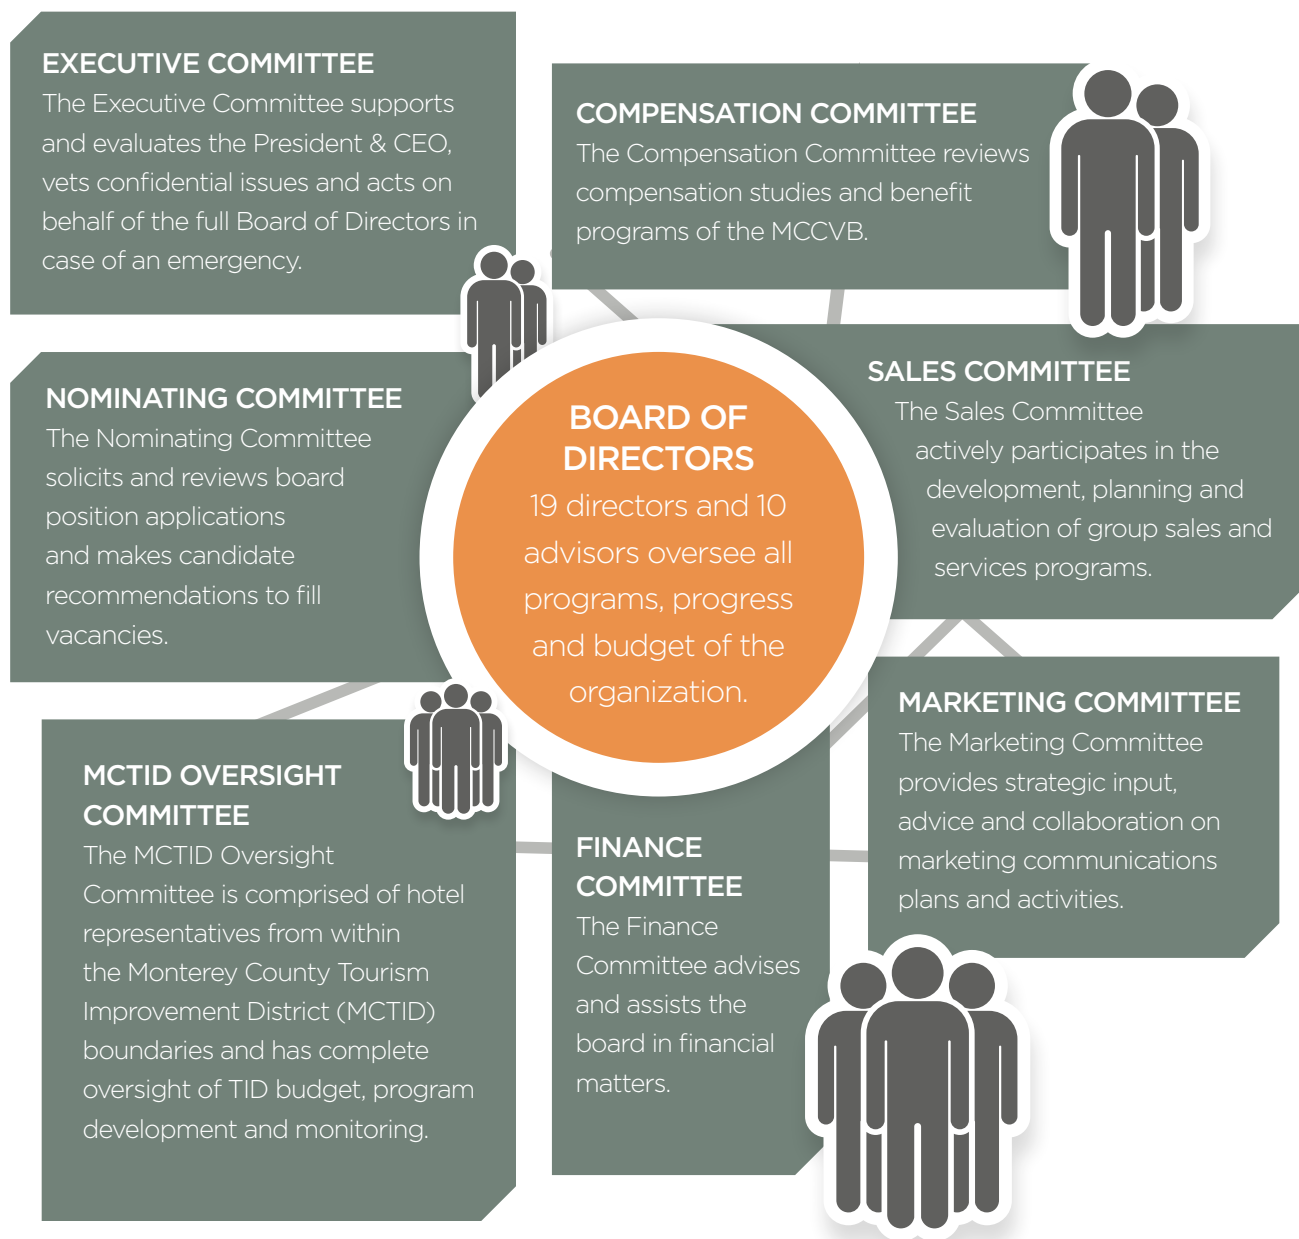 EXECUTIVE COMMITTEE
The Executive Committee supports
and evaluates the President & CEO,
vets confidential issues and acts on
behalf of the full Board of Directors in
case of an emergency.
COMPENSATION COMMITTEE
The Compensation Committee reviews
compensation studies and benefit
programs of the MCCVB.
NOMINATING COMMITTEE
The Nominating Committee
solicits and reviews board
position applications
and makes candidate
recommendations to fill
vacancies.
BOARD OF
DIRECTORS
19 directors and 10
advisors oversee all
programs, progress
and budget of the
organization.
SALES COMMITTEE
The Sales Committee
actively participates in the
development, planning and
evaluation of group sales and
services programs.
MCTID OVERSIGHT
COMMITTEE
The MCTID Oversight
Committee is comprised of hotel
representatives from within
the Monterey County Tourism
Improvement District (MCTID)
boundaries and has complete
oversight of TID budget, program
development and monitoring.
FINANCE
COMMITTEE
The Finance
Committee advises
and assists the
board in financial
matters.
MARKETING COMMITTEE
The Marketing Committee
provides strategic input,
advice and collaboration on
marketing communications
plans and activities.